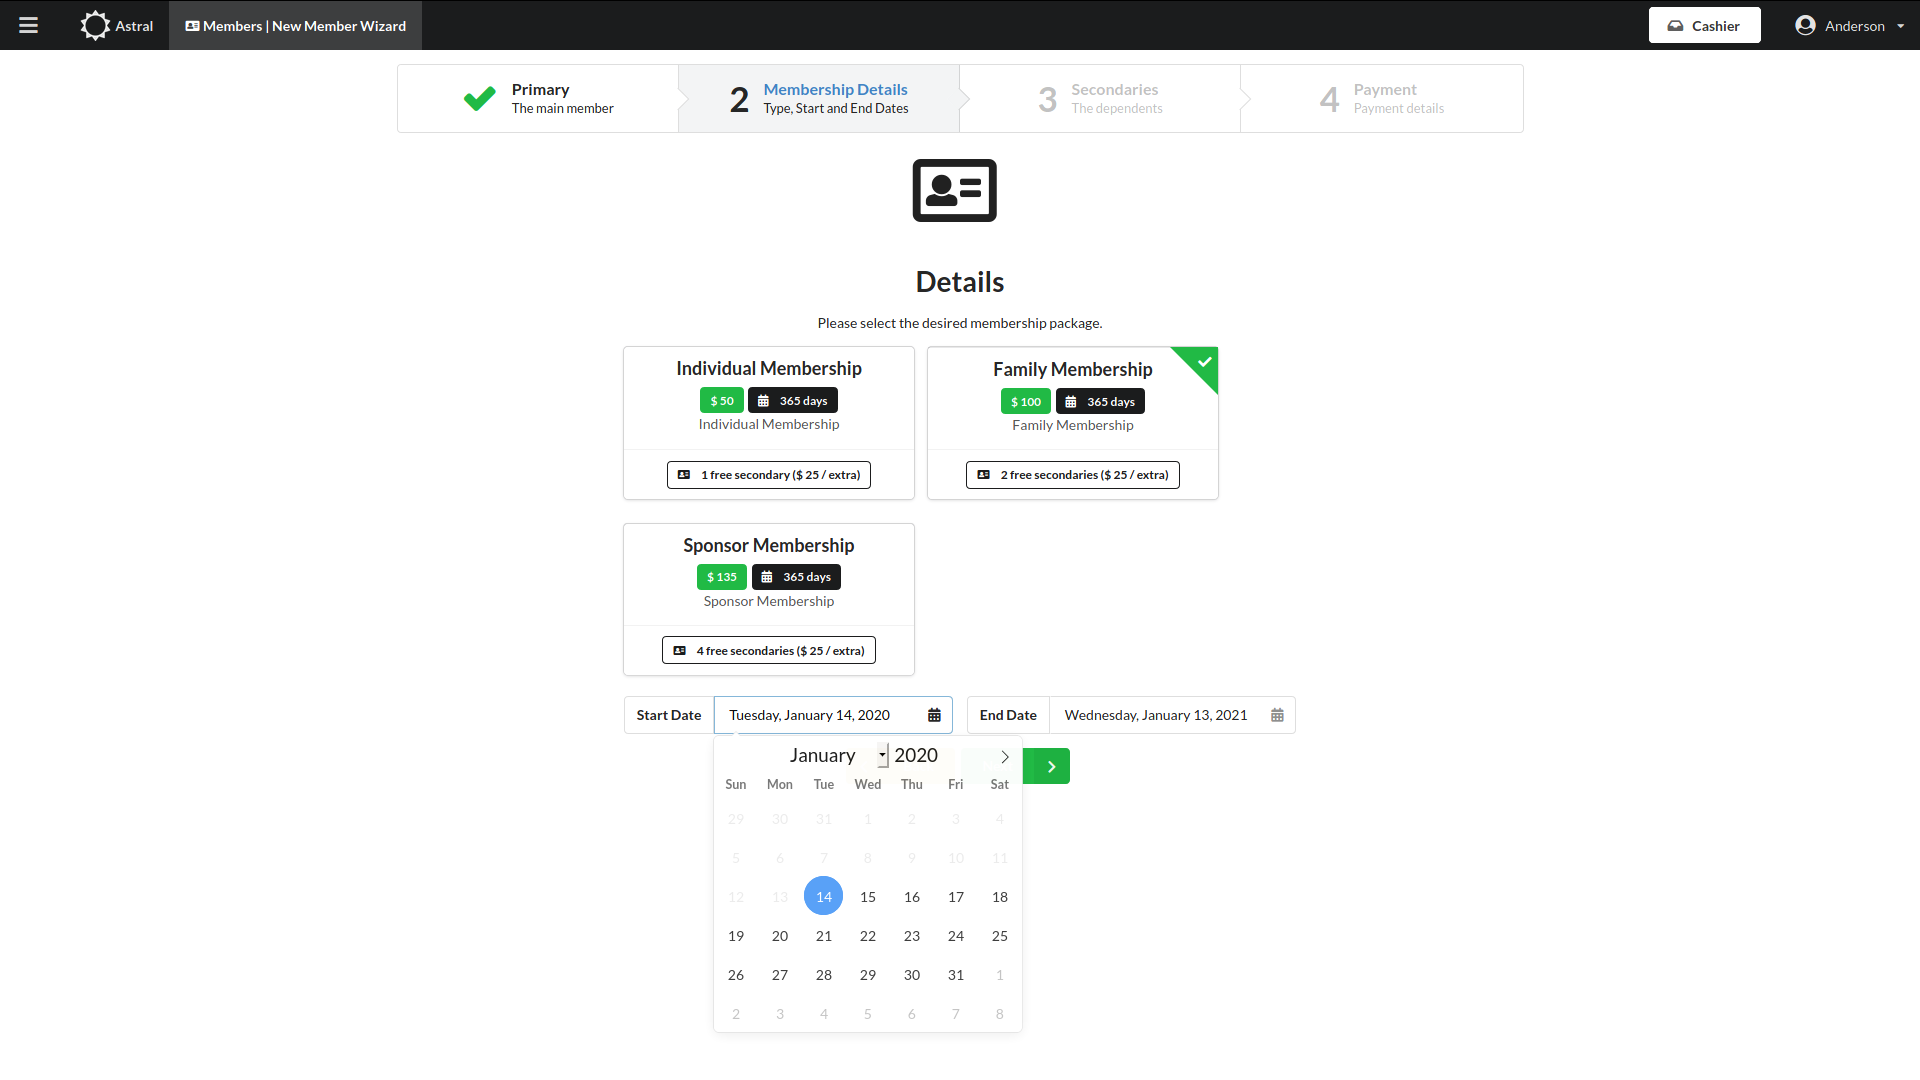 Astral
Members | New Member Wizard
Cashier
Anderson
Primary
The main member
2
Membership Details
Type, Start and End Dates
3
Secondaries
The dependents
4
Payment
Payment details
Details
Please select the desired membership package.
Individual Membership
$ 50 365 days
Individual Membership
1 free secondary ($ 25 / extra)
Family Membership
$ 100 365 days
Family Membership
2 free secondaries ($ 25 / extra)
Sponsor Membership
$ 135 365 days
Sponsor Membership
4 free secondaries ($ 25 / extra)
Start Date Tuesday, January 14, 2020
End Date Wednesday, January 13, 2021
January 2020
Sun Mon Tue Wed Thu Fri Sat
29 30 31 1 2 3 4
5 6 7 8 9 10 11
12 13 14 15 16 17 18
19 20 21 22 23 24 25
26 27 28 29 30 31 1
2 3 4 5 6 7 8